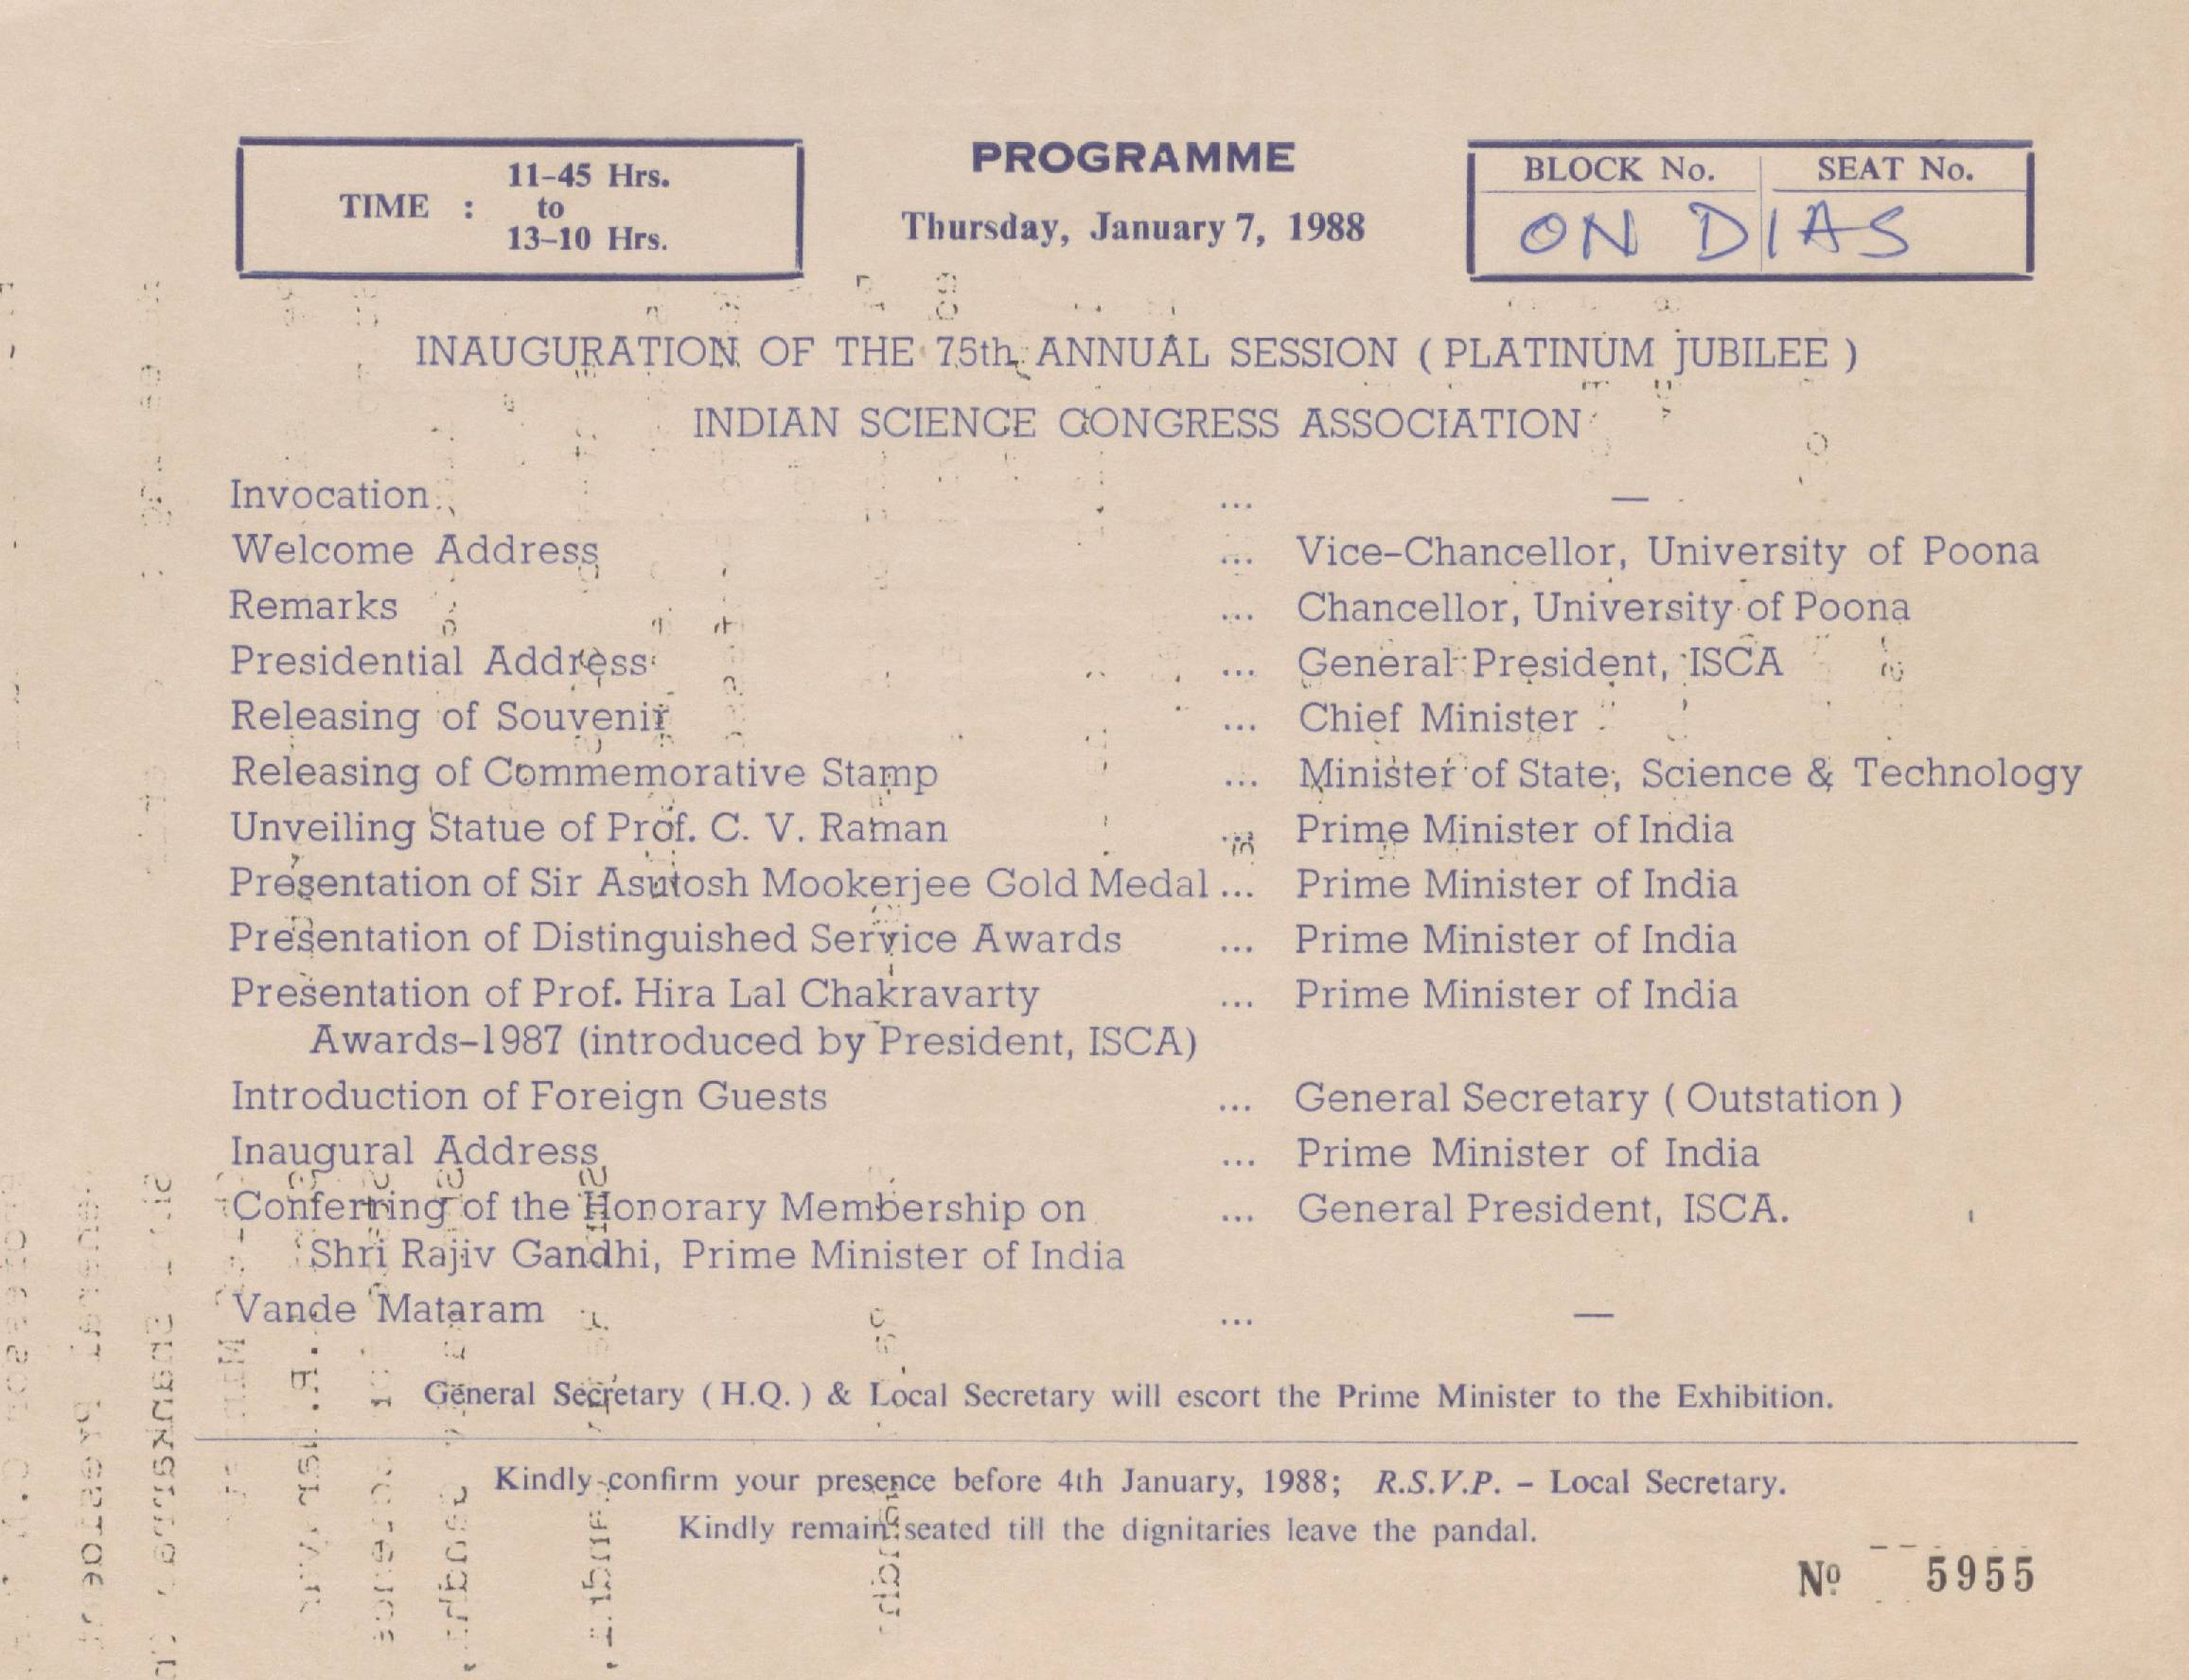 PROGRAMME
Thursday, January 7, 1988
TIME : 11-45 Hrs.
to
13-10 Hrs.
BLOCK No. SEAT No.
ON DIAS
INAUGURATION OF THE 75th ANNUAL SESSION ( PLATINUM JUBILEE )
INDIAN SCIENCE CONGRESS ASSOCIATION
Invocation ... —
Welcome Address ... Vice-Chancellor, University of Poona
Remarks ... Chancellor, University of Poona
Presidential Address ... General President, ISCA
Releasing of Souvenir ... Chief Minister
Releasing of Commemorative Stamp ... Minister of State, Science & Technology
Unveiling Statue of Prof. C. V. Raman ... Prime Minister of India
Presentation of Sir Asutosh Mookerjee Gold Medal ... Prime Minister of India
Presentation of Distinguished Service Awards ... Prime Minister of India
Presentation of Prof. Hira Lal Chakravarty ... Prime Minister of India
Awards-1987 (introduced by President, ISCA)
Introduction of Foreign Guests ... General Secretary ( Outstation )
Inaugural Address ... Prime Minister of India
Conferring of the Honorary Membership on ... General President, ISCA.
Shri Rajiv Gandhi, Prime Minister of India
Vande Mataram ... —
General Secretary ( H.Q. ) & Local Secretary will escort the Prime Minister to the Exhibition.
Kindly confirm your presence before 4th January, 1988; R.S.V.P. – Local Secretary.
Kindly remain seated till the dignitaries leave the pandal.
Nº 5955